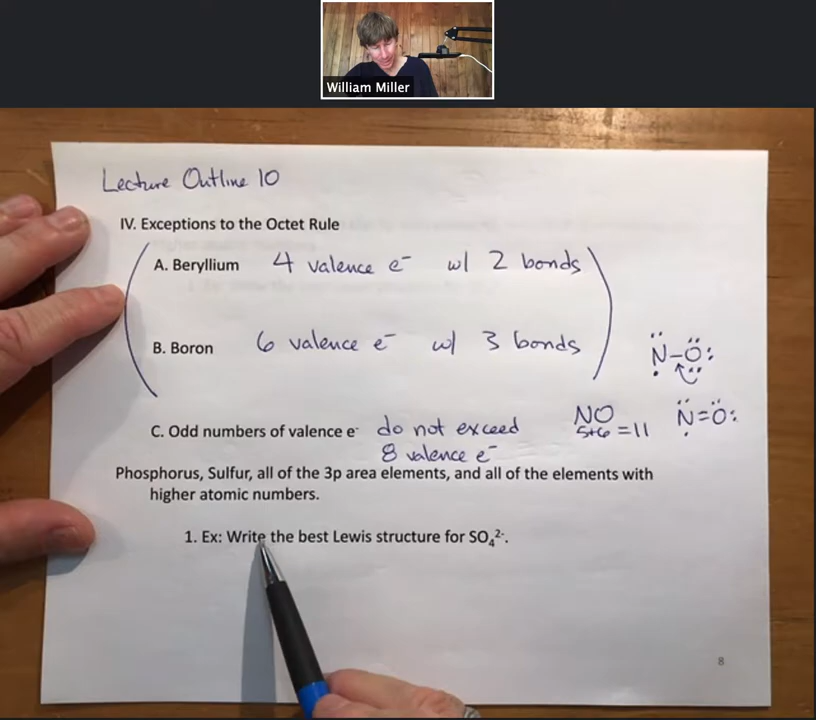 William Miller
Lecture Outline 10
IV. Exceptions to the Octet Rule
A. Beryllium 4 valence e⁻ w/ 2 bonds
B. Boron 6 valence e⁻ w/ 3 bonds
N–O
C. Odd numbers of valence e⁻ do not exceed NO N=O
8 valence e⁻ 5+6 = 11
Phosphorus, Sulfur, all of the 3p area elements, and all of the elements with
higher atomic numbers.
1. Ex: Write the best Lewis structure for SO₄²⁻.
8